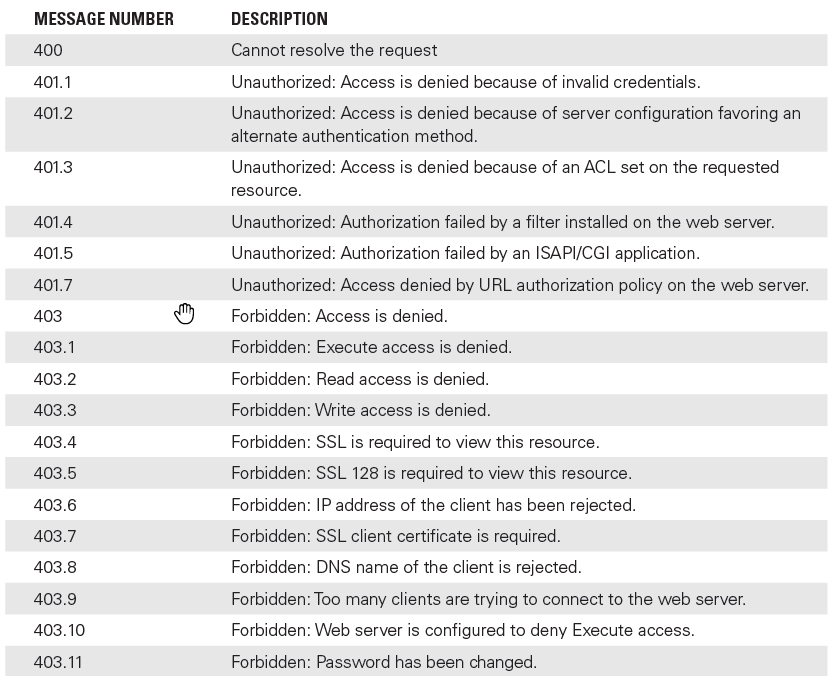 MESSAGE NUMBER DESCRIPTION
400 Cannot resolve the request
401.1 Unauthorized: Access is denied because of invalid credentials.
401.2 Unauthorized: Access is denied because of server configuration favoring an
alternate authentication method.
401.3 Unauthorized: Access is denied because of an ACL set on the requested
resource.
401.4 Unauthorized: Authorization failed by a filter installed on the web server.
401.5 Unauthorized: Authorization failed by an ISAPI/CGI application.
401.7 Unauthorized: Access denied by URL authorization policy on the web server.
403 Forbidden: Access is denied.
403.1 Forbidden: Execute access is denied.
403.2 Forbidden: Read access is denied.
403.3 Forbidden: Write access is denied.
403.4 Forbidden: SSL is required to view this resource.
403.5 Forbidden: SSL 128 is required to view this resource.
403.6 Forbidden: IP address of the client has been rejected.
403.7 Forbidden: SSL client certificate is required.
403.8 Forbidden: DNS name of the client is rejected.
403.9 Forbidden: Too many clients are trying to connect to the web server.
403.10 Forbidden: Web server is configured to deny Execute access.
403.11 Forbidden: Password has been changed.